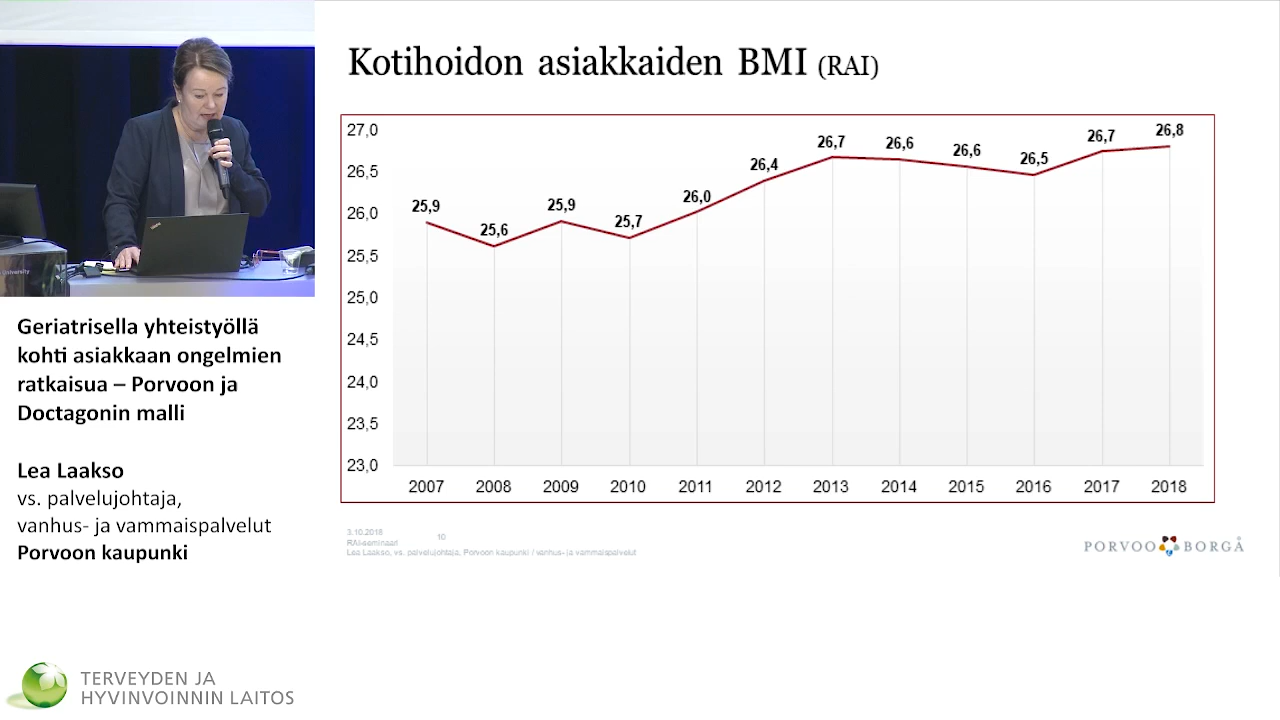 Kotihoidon asiakkaiden BMI (RAI)
27,0
26,5
26,0
25,5
25,0
24,5
24,0
23,5
23,0
25,9
25,6
25,9
25,7
26,0
26,4
26,7
26,6
26,6
26,5
26,7
26,8
2007 2008 2009 2010 2011 2012 2013 2014 2015 2016 2017 2018
3.10.2018
10
RAI-seminaari
Lea Laakso, vs. palvelujohtaja, Porvoon kaupunki / vanhus- ja vammaispalvelut
PORVOO BORGÅ
University
Geriatrisella yhteistyöllä
kohti asiakkaan ongelmien
ratkaisua – Porvoon ja
Doctagonin malli
Lea Laakso
vs. palvelujohtaja,
vanhus- ja vammaispalvelut
Porvoon kaupunki
TERVEYDEN JA
HYVINVOINNIN LAITOS